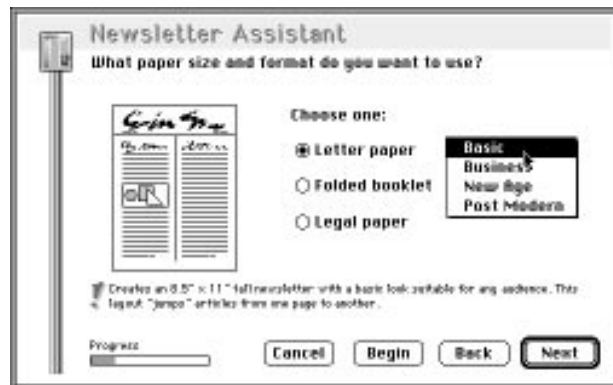 Newsletter Assistant
What paper size and format do you want to use?
Choose one:
Letter paper
Folded booklet
Legal paper
Basic
Business
New Age
Post Modern
Creates an 8.5" x 11" tall newsletter with a basic look suitable for any audience. This
layout "jumps" articles from one page to another.
Progress
Cancel
Begin
Back
Next